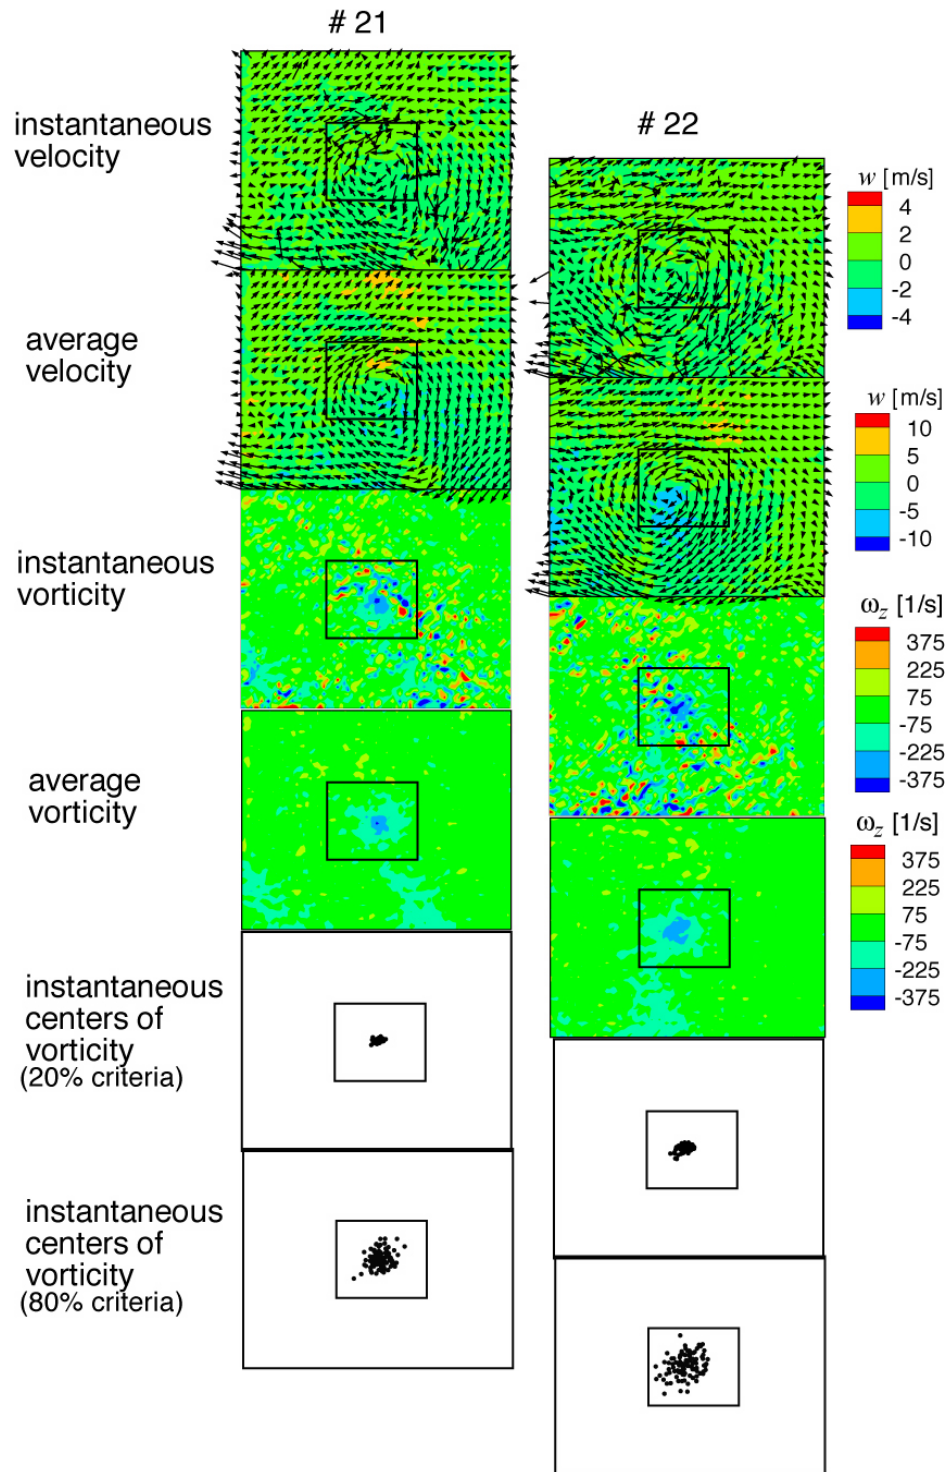 # 21
instantaneous
velocity
# 22
w [m/s]
4
2
0
-2
-4
average
velocity
w [m/s]
10
5
0
-5
-10
instantaneous
vorticity
ωz [1/s]
375
225
75
-75
-225
-375
average
vorticity
ωz [1/s]
375
225
75
-75
-225
-375
instantaneous
centers of
vorticity
(20% criteria)
instantaneous
centers of
vorticity
(80% criteria)